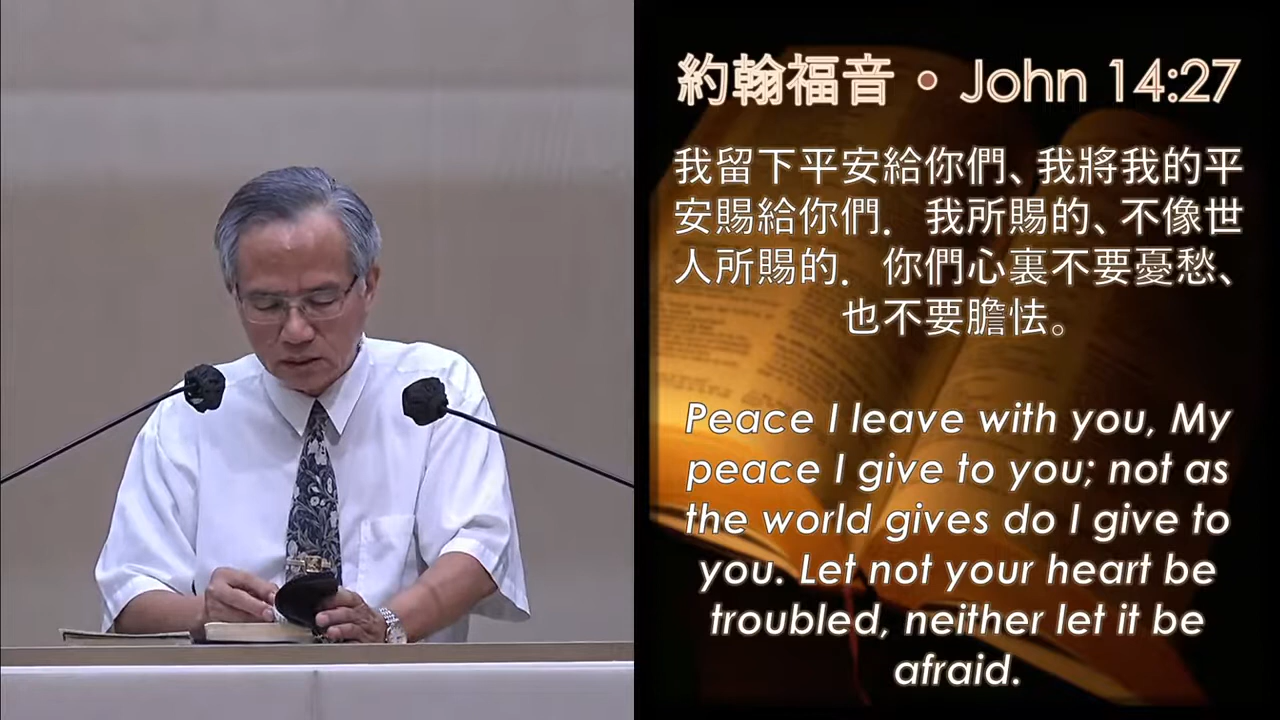 約翰福音 • John 14:27
我留下平安給你們、我將我的平
安賜給你們． 我所賜的、不像世
人所賜的． 你們心裏不要憂愁、
也不要膽怯。
Peace I leave with you, My
peace I give to you; not as
the world gives do I give to
you. Let not your heart be
troubled, neither let it be
afraid.